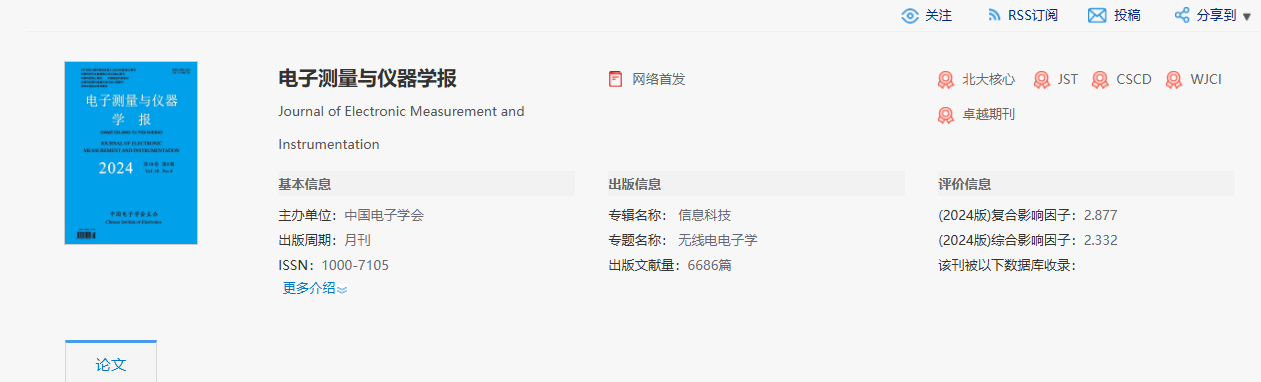 关注
RSS订阅
投稿
分享到
电子测量与仪器
学 报
JOURNAL OF ELECTRONIC
MEASUREMENT AND INSTRUMENTATION
2024
中国电子学会主办
Chinese Institute of Electronics
电子测量与仪器学报
Journal of Electronic Measurement and
Instrumentation
网络首发
北大核心 JST CSCD WJCI
卓越期刊
基本信息
主办单位：中国电子学会
出版周期：月刊
ISSN：1000-7105
更多介绍
出版信息
专辑名称： 信息科技
专题名称： 无线电电子学
出版文献量：6686篇
评价信息
(2024版)复合影响因子：2.877
(2024版)综合影响因子：2.332
该刊被以下数据库收录：
论文